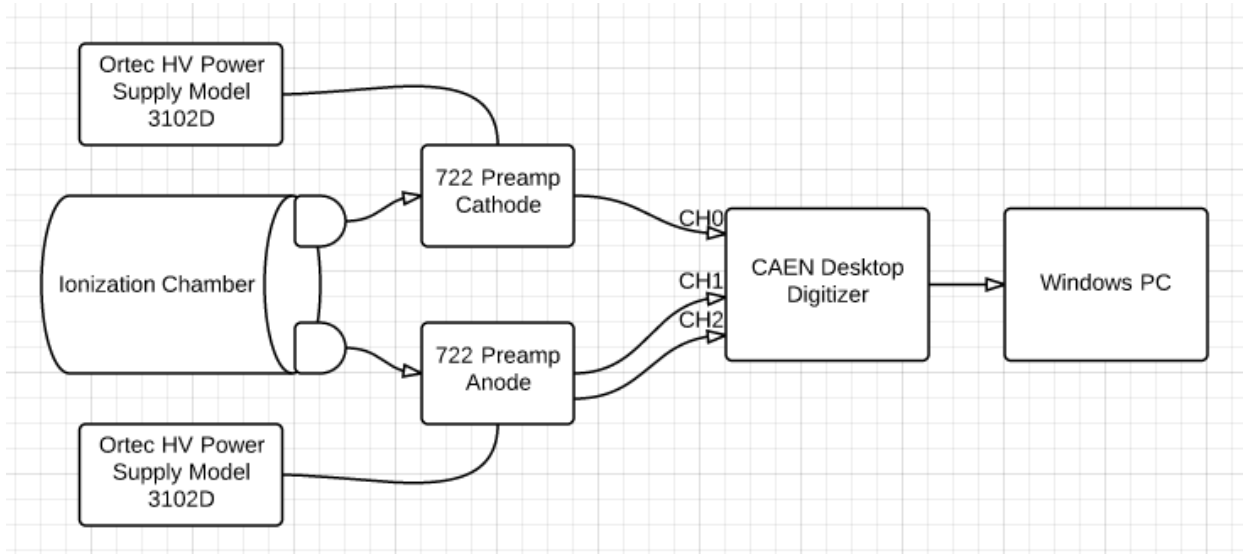 Ortec HV Power
Supply Model
3102D
722 Preamp
Cathode
CH0
Ionization Chamber
CH1
CH2
CAEN Desktop
Digitizer
Windows PC
722 Preamp
Anode
Ortec HV Power
Supply Model
3102D